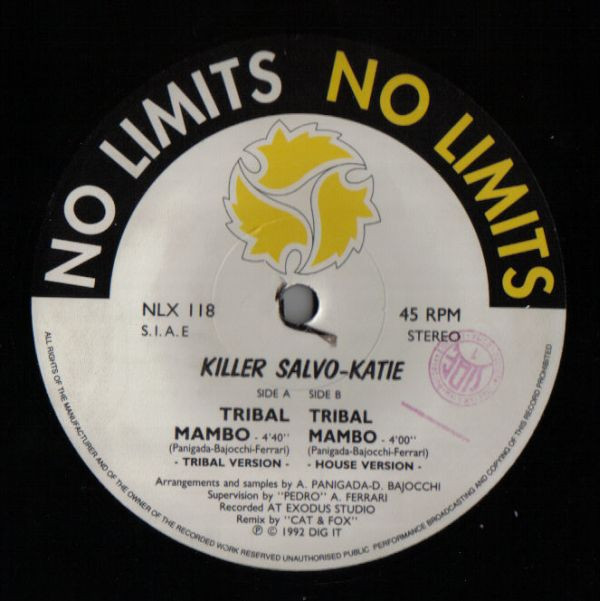 NO LIMITS NO LIMITS
NLX 118
S.I.A.E
45 RPM
STEREO
KILLER SALVO-KATIE
SIDE A
TRIBAL
MAMBO - 4'40"
(Panigada-Bajocchi-Ferrari)
- TRIBAL VERSION -
SIDE B
TRIBAL
MAMBO - 4'00"
(Panigada-Bajocchi-Ferrari)
- HOUSE VERSION -
Arrangements and samples by A. PANIGADA-D. BAJOCCHI
Supervision by "PEDRO" A. FERRARI
Recorded AT EXODUS STUDIO
Remix by "CAT & FOX"
℗ © 1992 DIG IT
ALL RIGHTS OF THE MANUFACTURER AND OF THE OWNER OF THE RECORDED WORK RESERVED UNAUTHORISED PUBLIC PERFORMANCE BROADCASTING AND COPYING OF THIS RECORD PROHIBITED